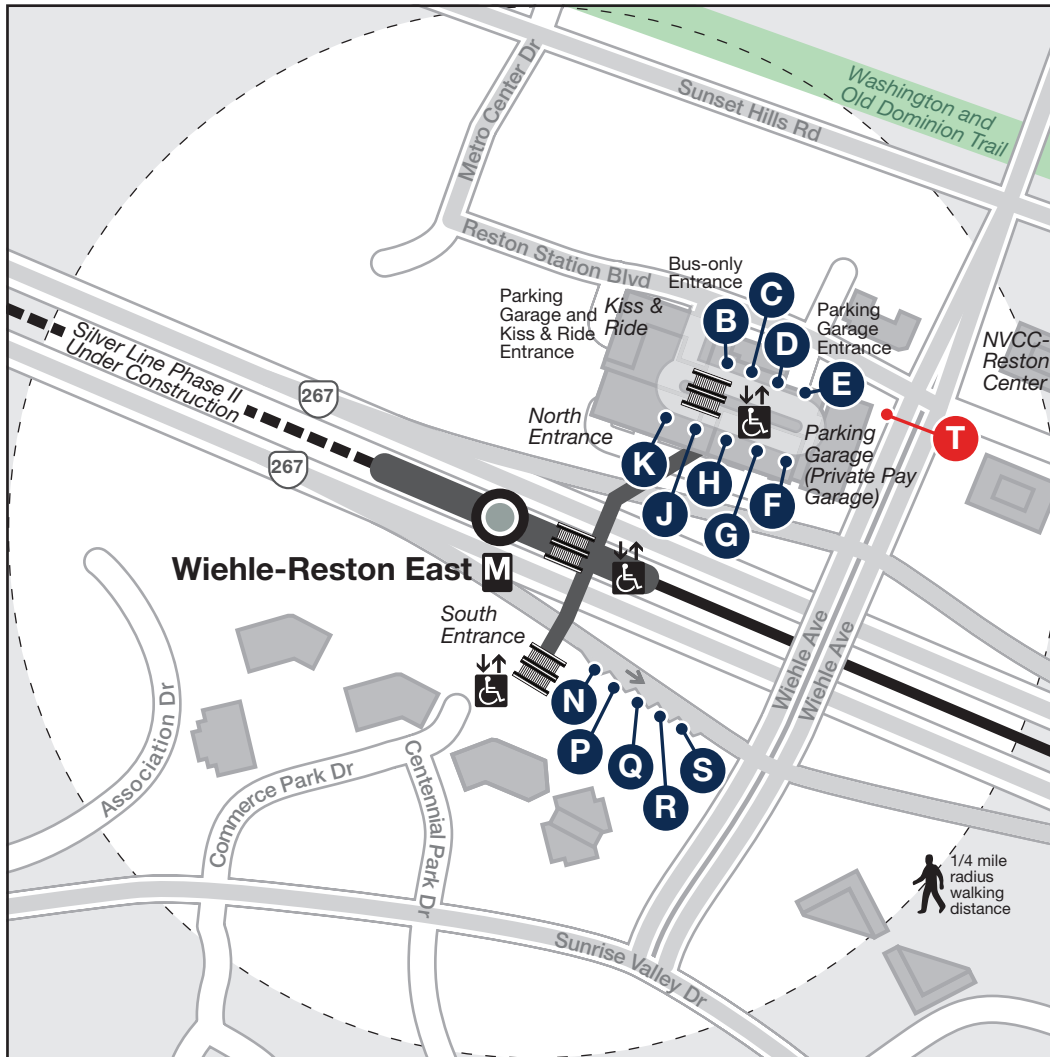 Metro Center Dr
Sunset Hills Rd
Washington and
Old Dominion Trail
Reston Station Blvd
Bus-only
Entrance
C
B
Parking
Garage
Entrance
D
Parking
Garage and
Kiss & Ride
Entrance
Kiss &
Ride
NVCC-
Reston
Center
E
Silver Line Phase II
Under Construction
267
267
North
Entrance
Parking
Garage
(Private Pay
Garage)
T
K
J
H
G
F
Wiehle-Reston East M
South
Entrance
Wiehle Ave
Wiehle Ave
N
P
Q
R
S
Association Dr
Commerce Park Dr
Centennial Park Dr
1/4 mile
radius
walking
distance
Sunrise Valley Dr